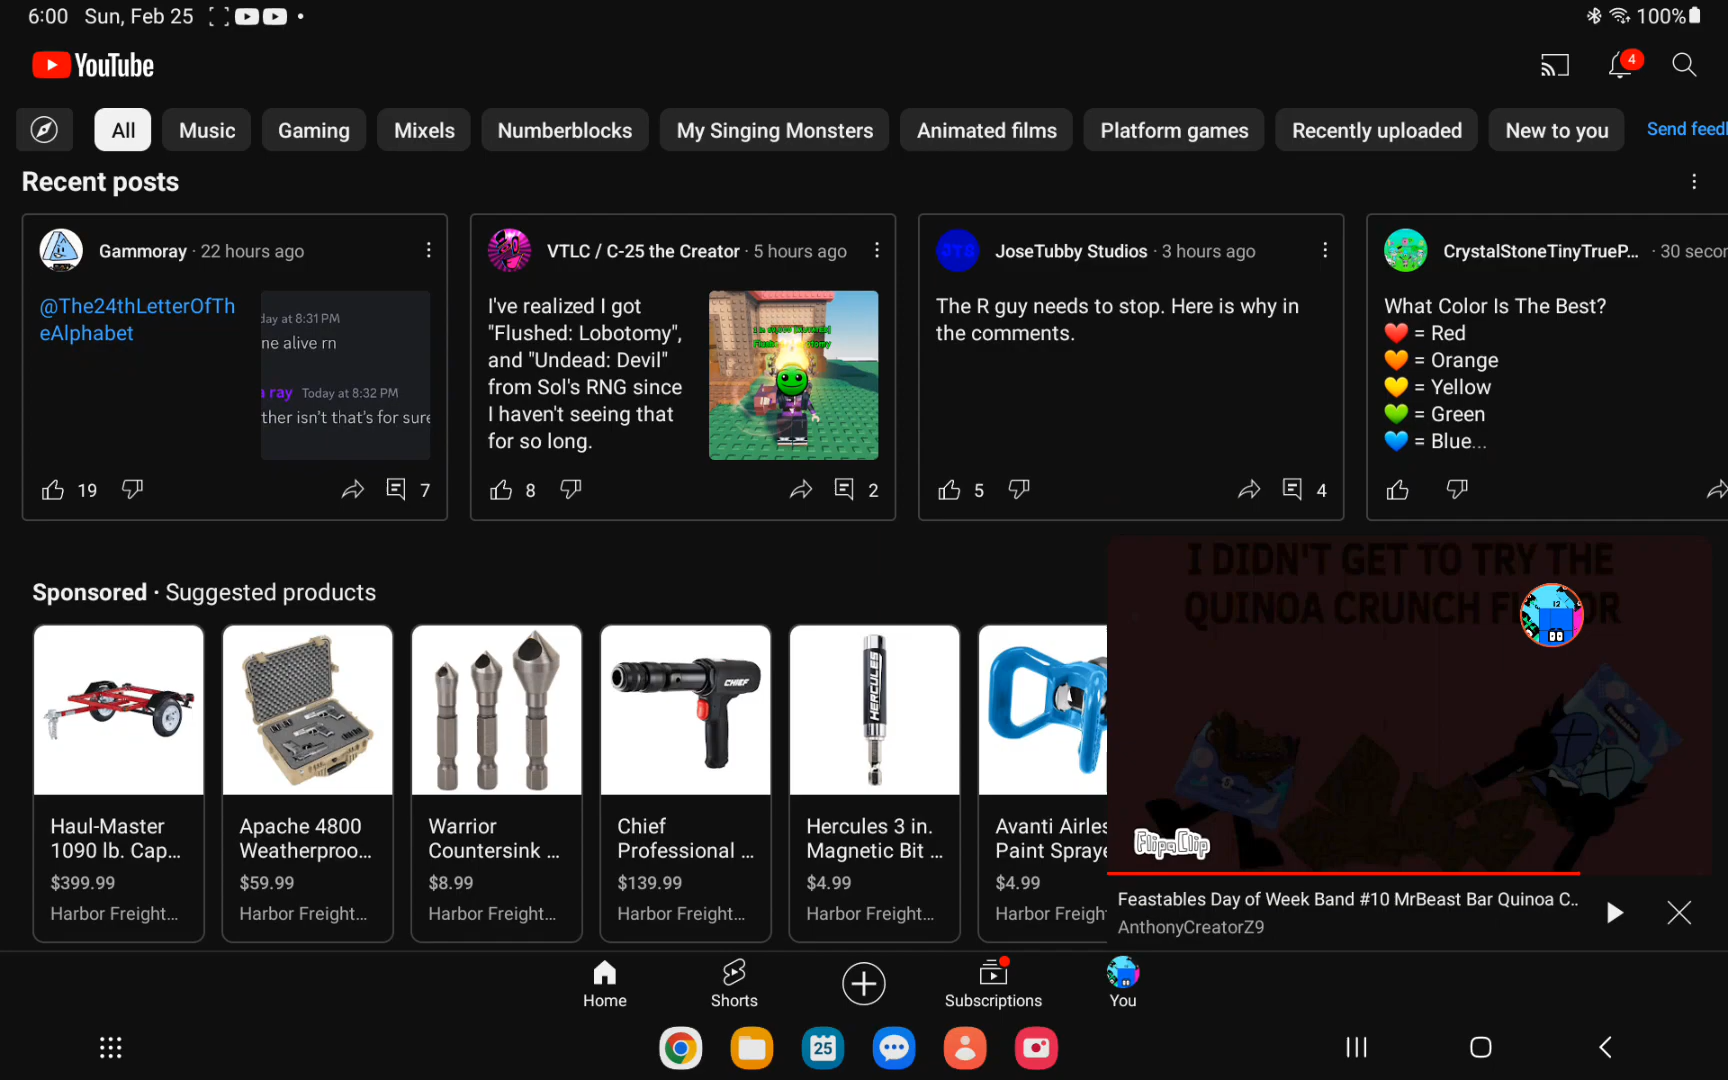 6:00 Sun, Feb 25
100%
YouTube
4
All
Music
Gaming
Mixels
Numberblocks
My Singing Monsters
Animated films
Platform games
Recently uploaded
New to you
Send feed
Recent posts
Gammoray · 22 hours ago
@The24thLetterOfTh
eAlphabet
day at 8:31 PM
ne alive rn
a ray Today at 8:32 PM
ther isn't that's for sure
19
7
VTLC / C-25 the Creator · 5 hours ago
I've realized I got
"Flushed: Lobotomy",
and "Undead: Devil"
from Sol's RNG since
I haven't seeing that
for so long.
8
2
JoseTubby Studios · 3 hours ago
The R guy needs to stop. Here is why in
the comments.
5
4
CrystalStoneTinyTrueP... · 30 secon
What Color Is The Best?
❤️ = Red
🧡 = Orange
💛 = Yellow
💚 = Green
💙 = Blue...
Sponsored · Suggested products
CHIEF
HERCULES
Haul-Master
1090 lb. Cap...
$399.99
Harbor Freight...
Apache 4800
Weatherproo...
$59.99
Harbor Freight...
Warrior
Countersink ...
$8.99
Harbor Freight...
Chief
Professional ...
$139.99
Harbor Freight...
Hercules 3 in.
Magnetic Bit ...
$4.99
Harbor Freight...
Avanti Airles
Paint Spraye
$4.99
Harbor Freigh
I DIDN'T GET TO TRY THE
QUINOA CRUNCH F OR
FlipaClip
Feastables Day of Week Band #10 MrBeast Bar Quinoa C..
AnthonyCreatorZ9
Home
Shorts
Subscriptions
You
25